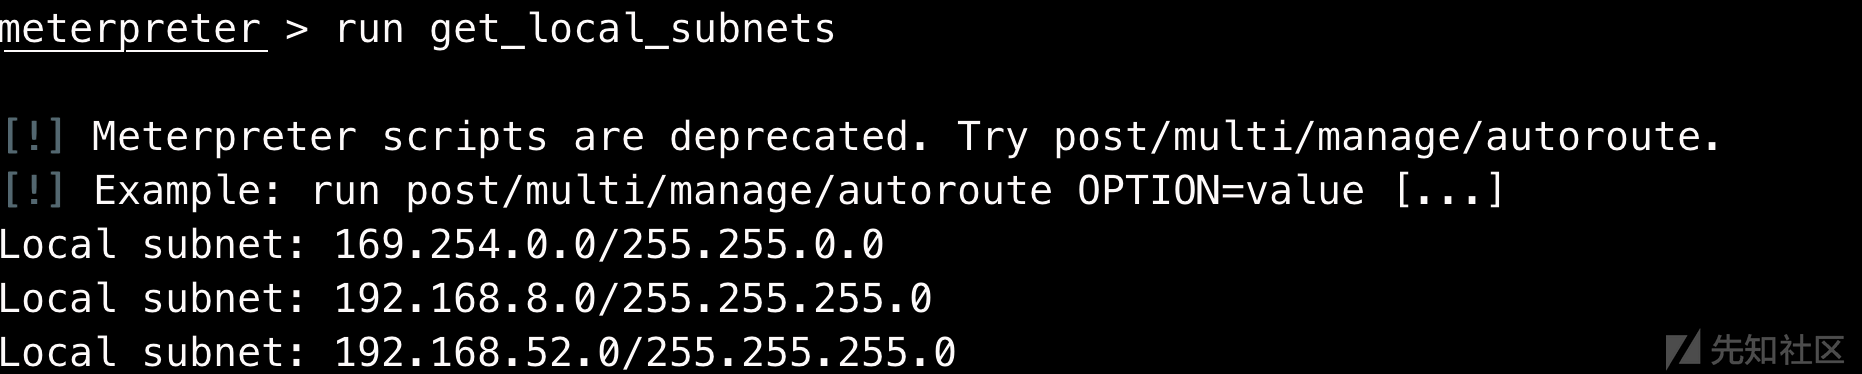 meterpreter > run get_local_subnets
[!] Meterpreter scripts are deprecated. Try post/multi/manage/autoroute.
[!] Example: run post/multi/manage/autoroute OPTION=value [...]
Local subnet: 169.254.0.0/255.255.0.0
Local subnet: 192.168.8.0/255.255.255.0
Local subnet: 192.168.52.0/255.255.255.0
先知社区